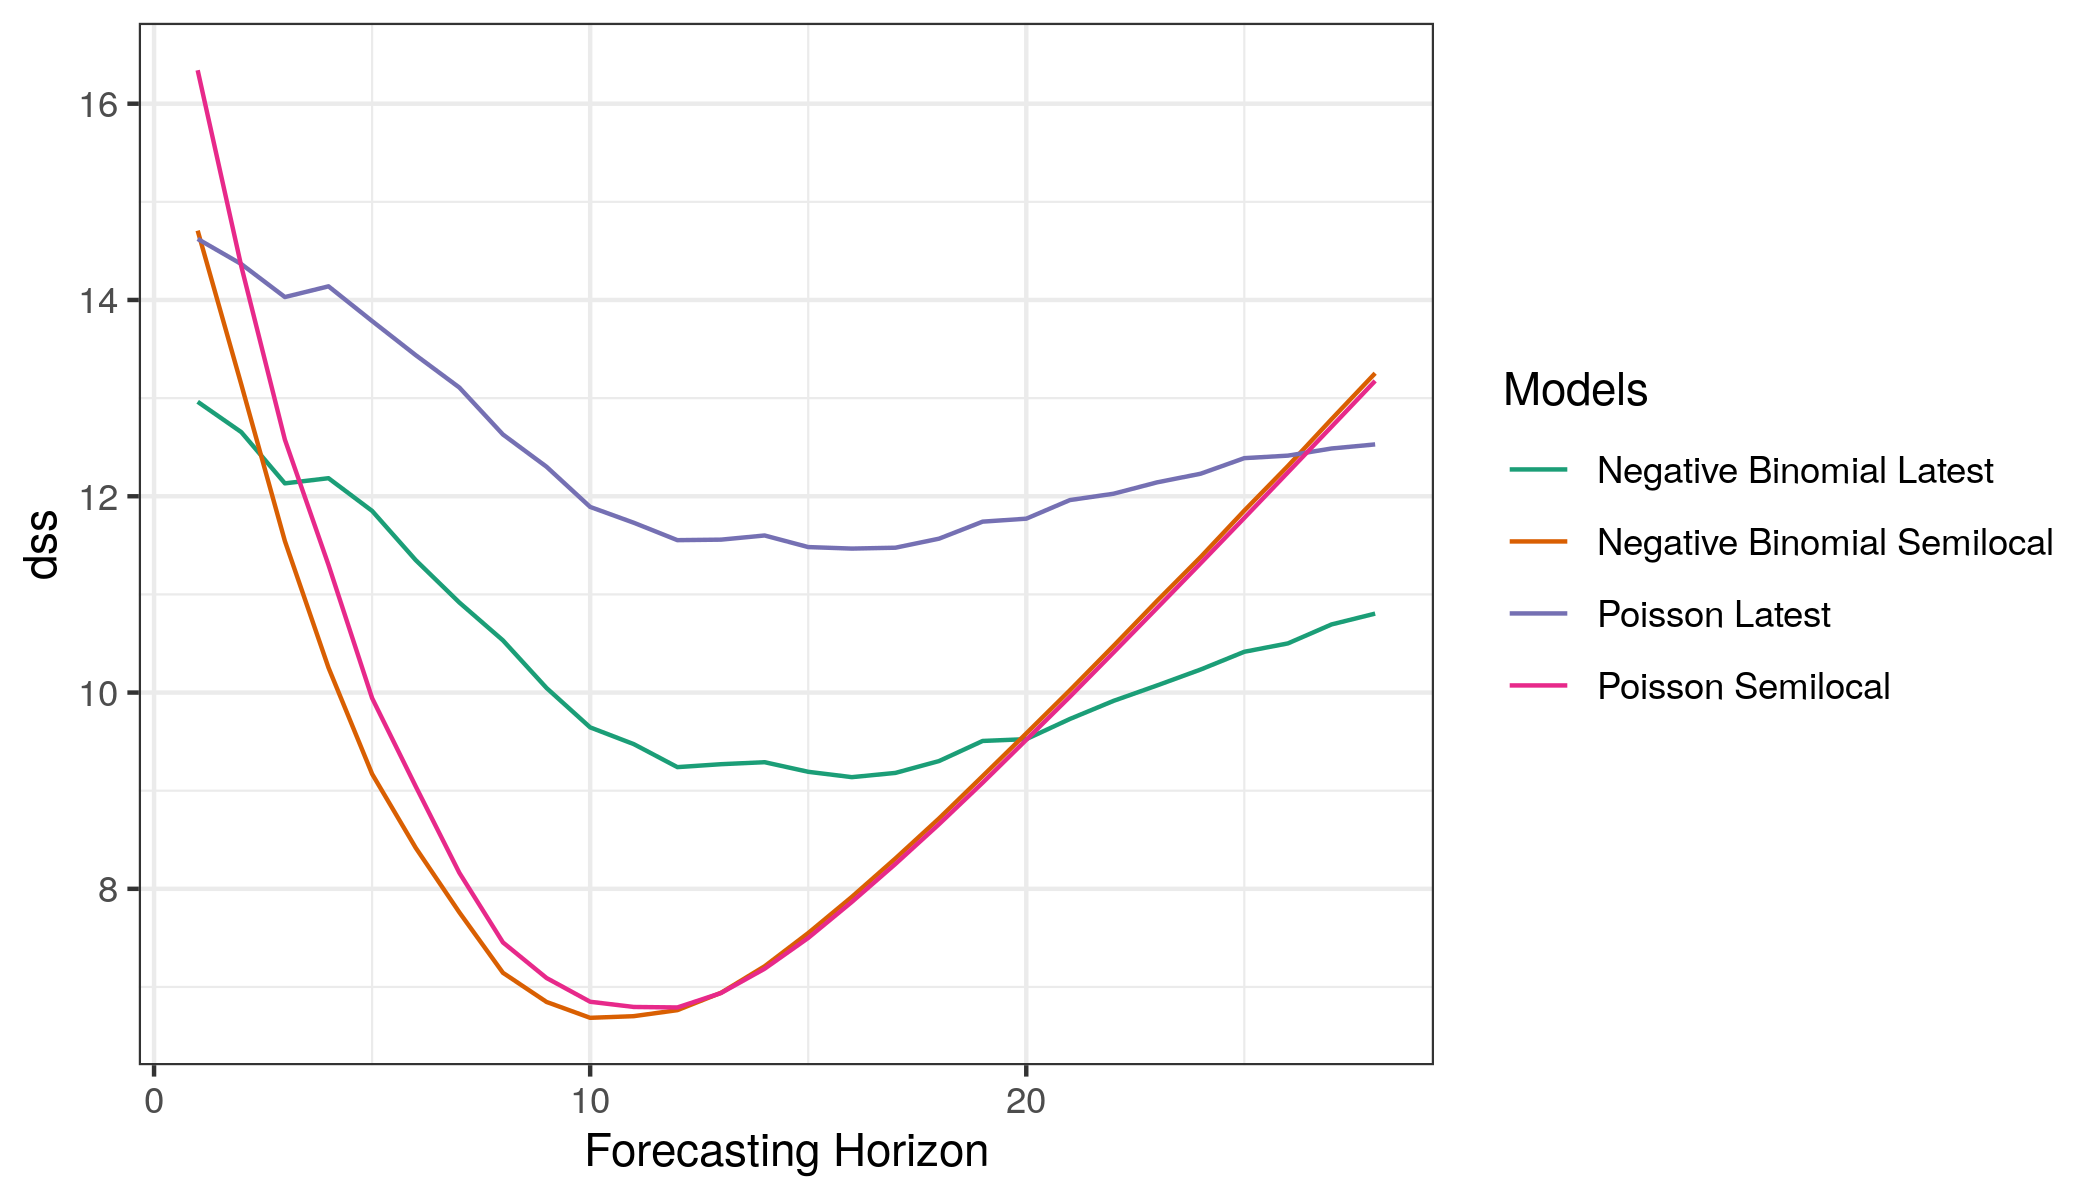 16
14
12
10
8
dss
0
10
20
Forecasting Horizon
Models
Negative Binomial Latest
Negative Binomial Semilocal
Poisson Latest
Poisson Semilocal